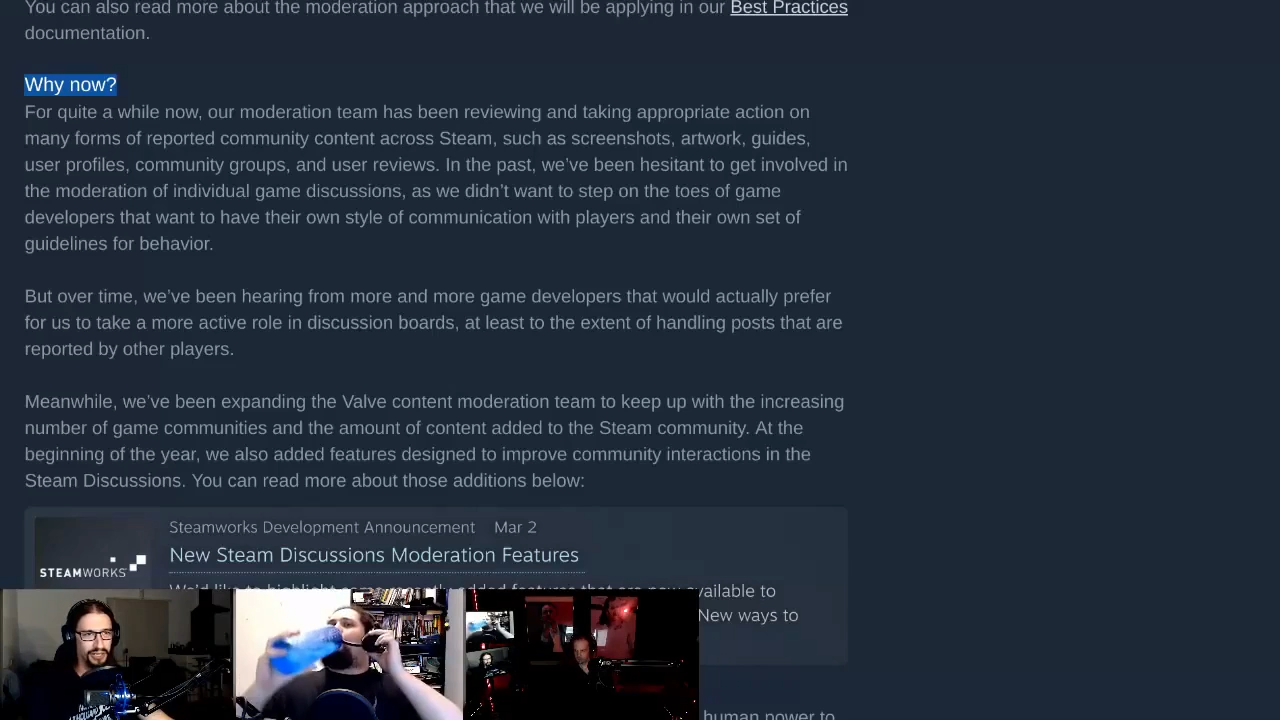 You can also read more about the moderation approach that we will be applying in our Best Practices
documentation.
Why now?
For quite a while now, our moderation team has been reviewing and taking appropriate action on
many forms of reported community content across Steam, such as screenshots, artwork, guides,
user profiles, community groups, and user reviews. In the past, we’ve been hesitant to get involved in
the moderation of individual game discussions, as we didn’t want to step on the toes of game
developers that want to have their own style of communication with players and their own set of
guidelines for behavior.
But over time, we’ve been hearing from more and more game developers that would actually prefer
for us to take a more active role in discussion boards, at least to the extent of handling posts that are
reported by other players.
Meanwhile, we’ve been expanding the Valve content moderation team to keep up with the increasing
number of game communities and the amount of content added to the Steam community. At the
beginning of the year, we also added features designed to improve community interactions in the
Steam Discussions. You can read more about those additions below:
Steamworks Development Announcement Mar 2
New Steam Discussions Moderation Features
STEAMWORKS
We'd like to highlight some recently added features that are now available to
New ways to
human power to